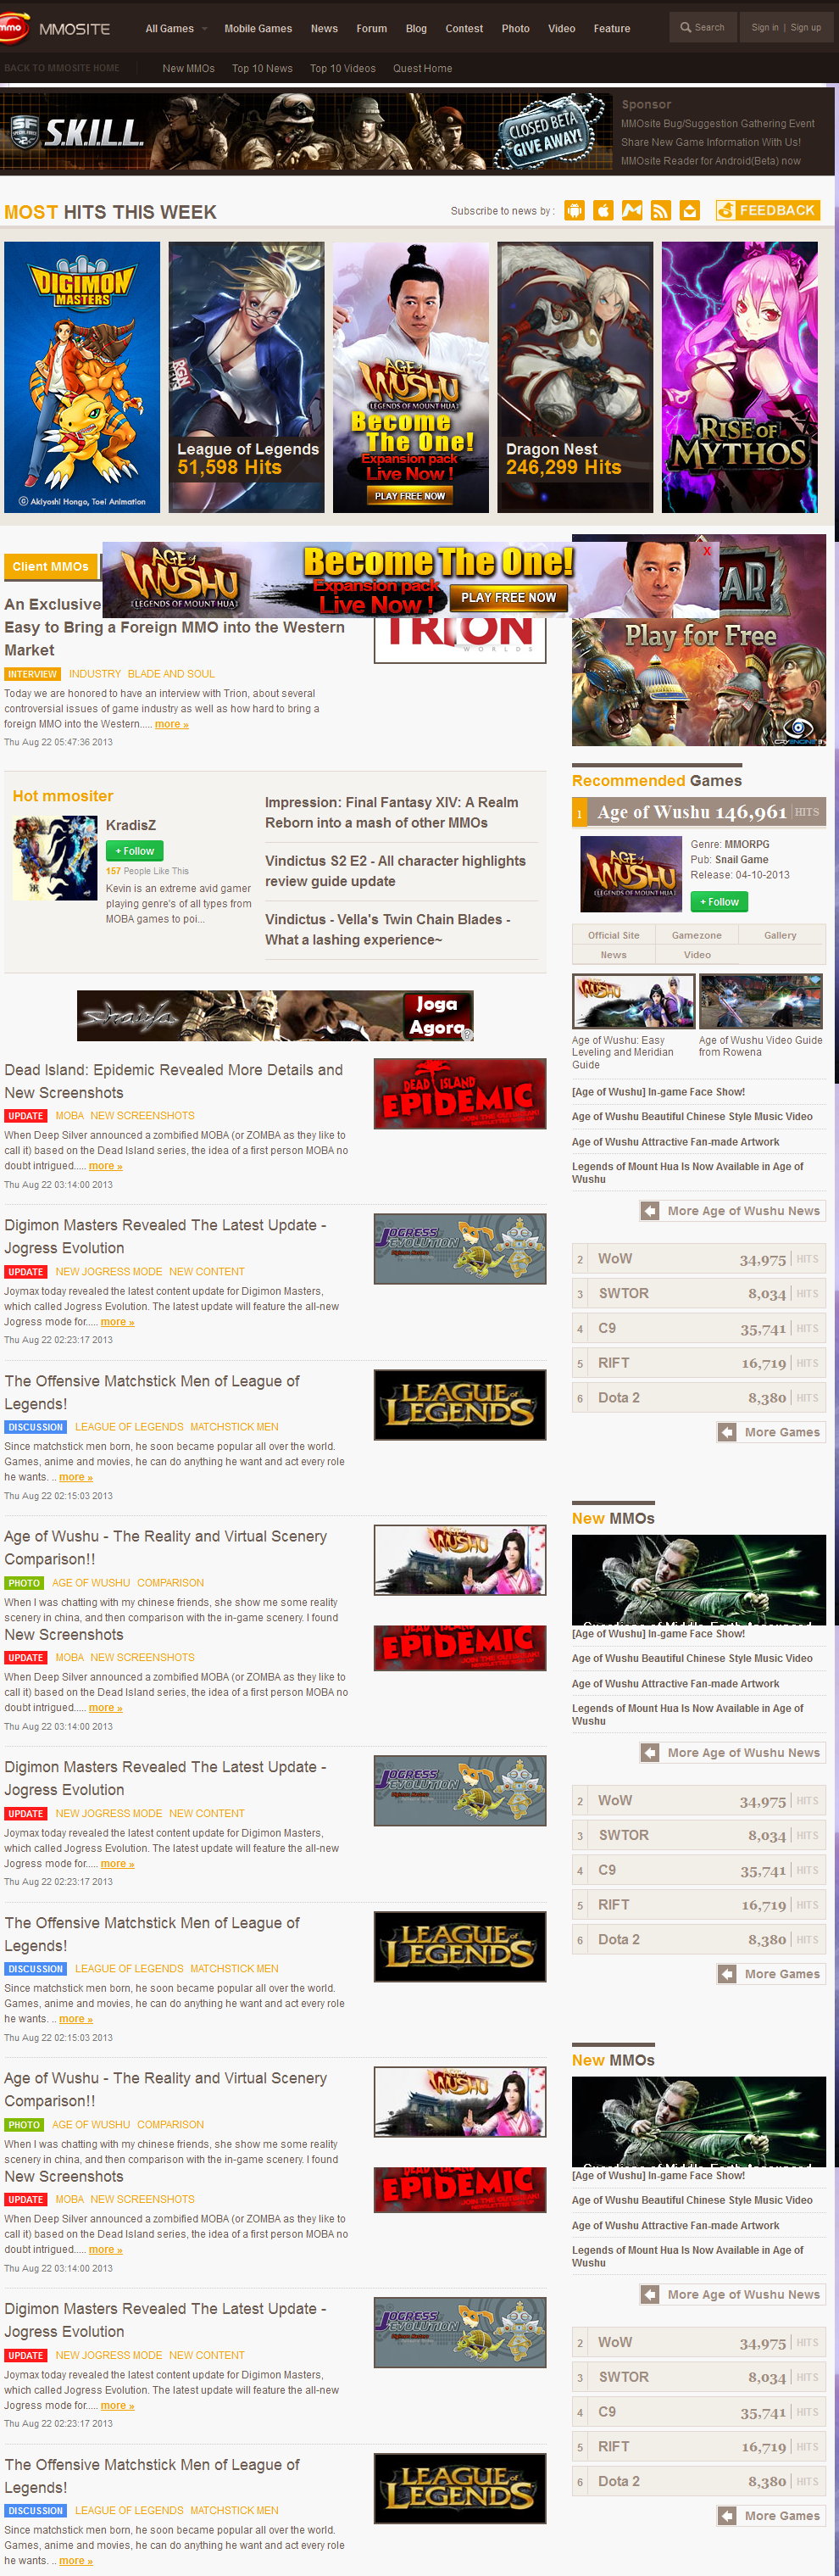 mmo MMOSITE
All Games Mobile Games News Forum Blog Contest Photo Video Feature Search Sign in | Sign up
BACK TO MMOSITE HOME New MMOs Top 10 News Top 10 Videos Quest Home
S.K.I.L.L.
CLOSED BETA
GIVE AWAY!
Sponsor
MMOsite Bug/Suggestion Gathering Event
Share New Game Information With Us!
MMOsite Reader for Android(Beta) now
MOST HITS THIS WEEK
Subscribe to news by :
FEEDBACK
DIGIMON
MASTERS
© Akiyoshi Hongo, Toei Animation
League of Legends
51,598 Hits
AGE of
WUSHU
LEGENDS OF MOUNT HUA
Become
The One!
Expansion pack
Live Now !
PLAY FREE NOW
Dragon Nest
246,299 Hits
RISE OF
MYTHOS
Client MMOs
AGE of
WUSHU
LEGENDS OF MOUNT HUA
Become The One!
Expansion pack
Live Now !
PLAY FREE NOW
X
An Exclusive
Easy to Bring a Foreign MMO into the Western
Market
INTERVIEW INDUSTRY BLADE AND SOUL
Today we are honored to have an interview with Trion, about several
controversial issues of game industry as well as how hard to bring a
foreign MMO into the Western..... more »
Thu Aug 22 05:47:36 2013
TRION
WORLDS
Play for Free
CRYENGINE
Hot mmositer
KradisZ
+ Follow
157 People Like This
Kevin is an extreme avid gamer
playing genre's of all types from
MOBA games to poi...
Impression: Final Fantasy XIV: A Realm
Reborn into a mash of other MMOs
Vindictus S2 E2 - All character highlights
review guide update
Vindictus - Vella's Twin Chain Blades -
What a lashing experience~
Shaiya
Joga
Agora
Recommended Games
1 Age of Wushu 146,961 HITS
AGE of
WUSHU
LEGENDS OF MOUNT HUA
Genre: MMORPG
Pub: Snail Game
Release: 04-10-2013
+ Follow
Official Site Gamezone Gallery
News Video
WUSHU
Age of Wushu: Easy
Leveling and Meridian
Guide
Age of Wushu Video Guide
from Rowena
[Age of Wushu] In-game Face Show!
Age of Wushu Beautiful Chinese Style Music Video
Age of Wushu Attractive Fan-made Artwork
Legends of Mount Hua Is Now Available in Age of
Wushu
More Age of Wushu News
2 WoW 34,975 HITS
3 SWTOR 8,034 HITS
4 C9 35,741 HITS
5 RIFT 16,719 HITS
6 Dota 2 8,380 HITS
More Games
New MMOs
Dead Island: Epidemic Revealed More Details and
New Screenshots
UPDATE MOBA NEW SCREENSHOTS
When Deep Silver announced a zombified MOBA (or ZOMBA as they like to
call it) based on the Dead Island series, the idea of a first person MOBA no
doubt intrigued..... more »
Thu Aug 22 03:14:00 2013
DEAD ISLAND
EPIDEMIC
Digimon Masters Revealed The Latest Update -
Jogress Evolution
UPDATE NEW JOGRESS MODE NEW CONTENT
Joymax today revealed the latest content update for Digimon Masters,
which called Jogress Evolution. The latest update will feature the all-new
Jogress mode for..... more »
Thu Aug 22 02:23:17 2013
JOGRESS
EVOLUTION
The Offensive Matchstick Men of League of
Legends!
DISCUSSION LEAGUE OF LEGENDS MATCHSTICK MEN
Since matchstick men born, he soon became popular all over the world.
Games, anime and movies, he can do anything he want and act every role
he wants. .. more »
Thu Aug 22 02:15:03 2013
LEAGUE of
LEGENDS
Age of Wushu - The Reality and Virtual Scenery
Comparison!!
PHOTO AGE OF WUSHU COMPARISON
When I was chatting with my chinese friends, she show me some reality
scenery in china, and then comparison with the in-game scenery. I found
WUSHU
New Screenshots
UPDATE MOBA NEW SCREENSHOTS
When Deep Silver announced a zombified MOBA (or ZOMBA as they like to
call it) based on the Dead Island series, the idea of a first person MOBA no
doubt intrigued..... more »
Thu Aug 22 03:14:00 2013
EPIDEMIC
Digimon Masters Revealed The Latest Update -
Jogress Evolution
UPDATE NEW JOGRESS MODE NEW CONTENT
Joymax today revealed the latest content update for Digimon Masters,
which called Jogress Evolution. The latest update will feature the all-new
Jogress mode for..... more »
Thu Aug 22 02:23:17 2013
JOGRESS
EVOLUTION
The Offensive Matchstick Men of League of
Legends!
DISCUSSION LEAGUE OF LEGENDS MATCHSTICK MEN
Since matchstick men born, he soon became popular all over the world.
Games, anime and movies, he can do anything he want and act every role
he wants. .. more »
Thu Aug 22 02:15:03 2013
LEAGUE of
LEGENDS
Age of Wushu - The Reality and Virtual Scenery
Comparison!!
PHOTO AGE OF WUSHU COMPARISON
When I was chatting with my chinese friends, she show me some reality
scenery in china, and then comparison with the in-game scenery. I found
WUSHU
[Age of Wushu] In-game Face Show!
Age of Wushu Beautiful Chinese Style Music Video
Age of Wushu Attractive Fan-made Artwork
Legends of Mount Hua Is Now Available in Age of
Wushu
More Age of Wushu News
2 WoW 34,975 HITS
3 SWTOR 8,034 HITS
4 C9 35,741 HITS
5 RIFT 16,719 HITS
6 Dota 2 8,380 HITS
More Games
New MMOs
New Screenshots
UPDATE MOBA NEW SCREENSHOTS
When Deep Silver announced a zombified MOBA (or ZOMBA as they like to
call it) based on the Dead Island series, the idea of a first person MOBA no
doubt intrigued..... more »
Thu Aug 22 03:14:00 2013
EPIDEMIC
Digimon Masters Revealed The Latest Update -
Jogress Evolution
UPDATE NEW JOGRESS MODE NEW CONTENT
Joymax today revealed the latest content update for Digimon Masters,
which called Jogress Evolution. The latest update will feature the all-new
Jogress mode for..... more »
Thu Aug 22 02:23:17 2013
JOGRESS
EVOLUTION
The Offensive Matchstick Men of League of
Legends!
DISCUSSION LEAGUE OF LEGENDS MATCHSTICK MEN
Since matchstick men born, he soon became popular all over the world.
Games, anime and movies, he can do anything he want and act every role
he wants. .. more »
LEAGUE of
LEGENDS
[Age of Wushu] In-game Face Show!
Age of Wushu Beautiful Chinese Style Music Video
Age of Wushu Attractive Fan-made Artwork
Legends of Mount Hua Is Now Available in Age of
Wushu
More Age of Wushu News
2 WoW 34,975 HITS
3 SWTOR 8,034 HITS
4 C9 35,741 HITS
5 RIFT 16,719 HITS
6 Dota 2 8,380 HITS
More Games